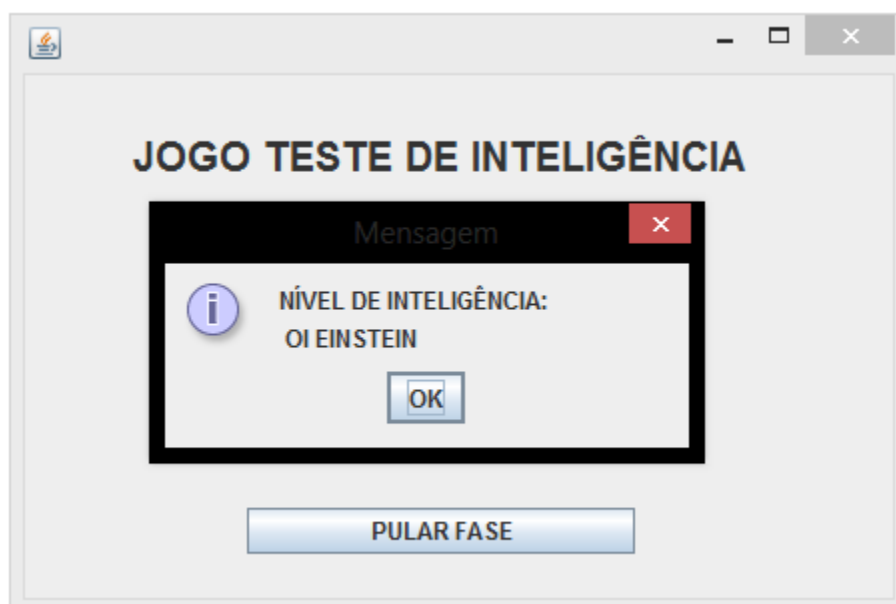 JOGO TESTE DE INTELIGÊNCIA
Mensagem
NÍVEL DE INTELIGÊNCIA:
OI EINSTEIN
OK
PULAR FASE